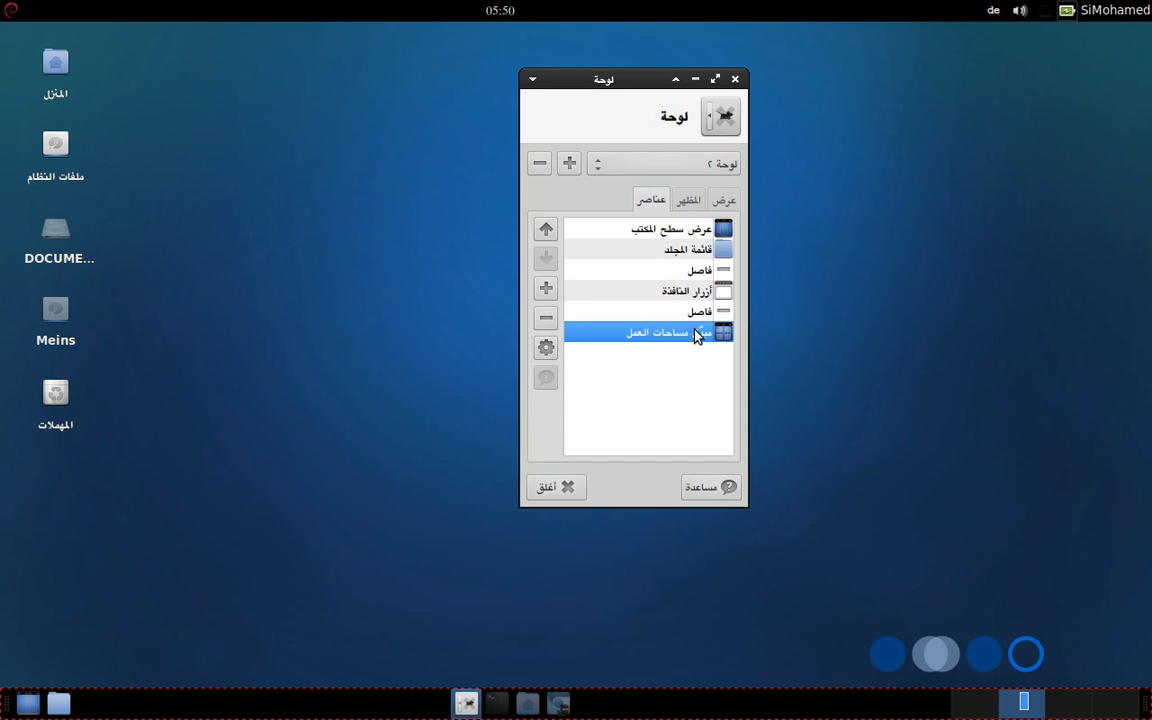 05:50
de
SiMohamed
المنزل
ملفات النظام
DOCUME...
Meins
المهملات
لوحة
لوحة
لوحة ٢
عرض
المظهر
عناصر
عرض سطح المكتب
قائمة المجلد
فاصل
أزرار النافذة
فاصل
مساحات العمل
مساعدة
أغلق